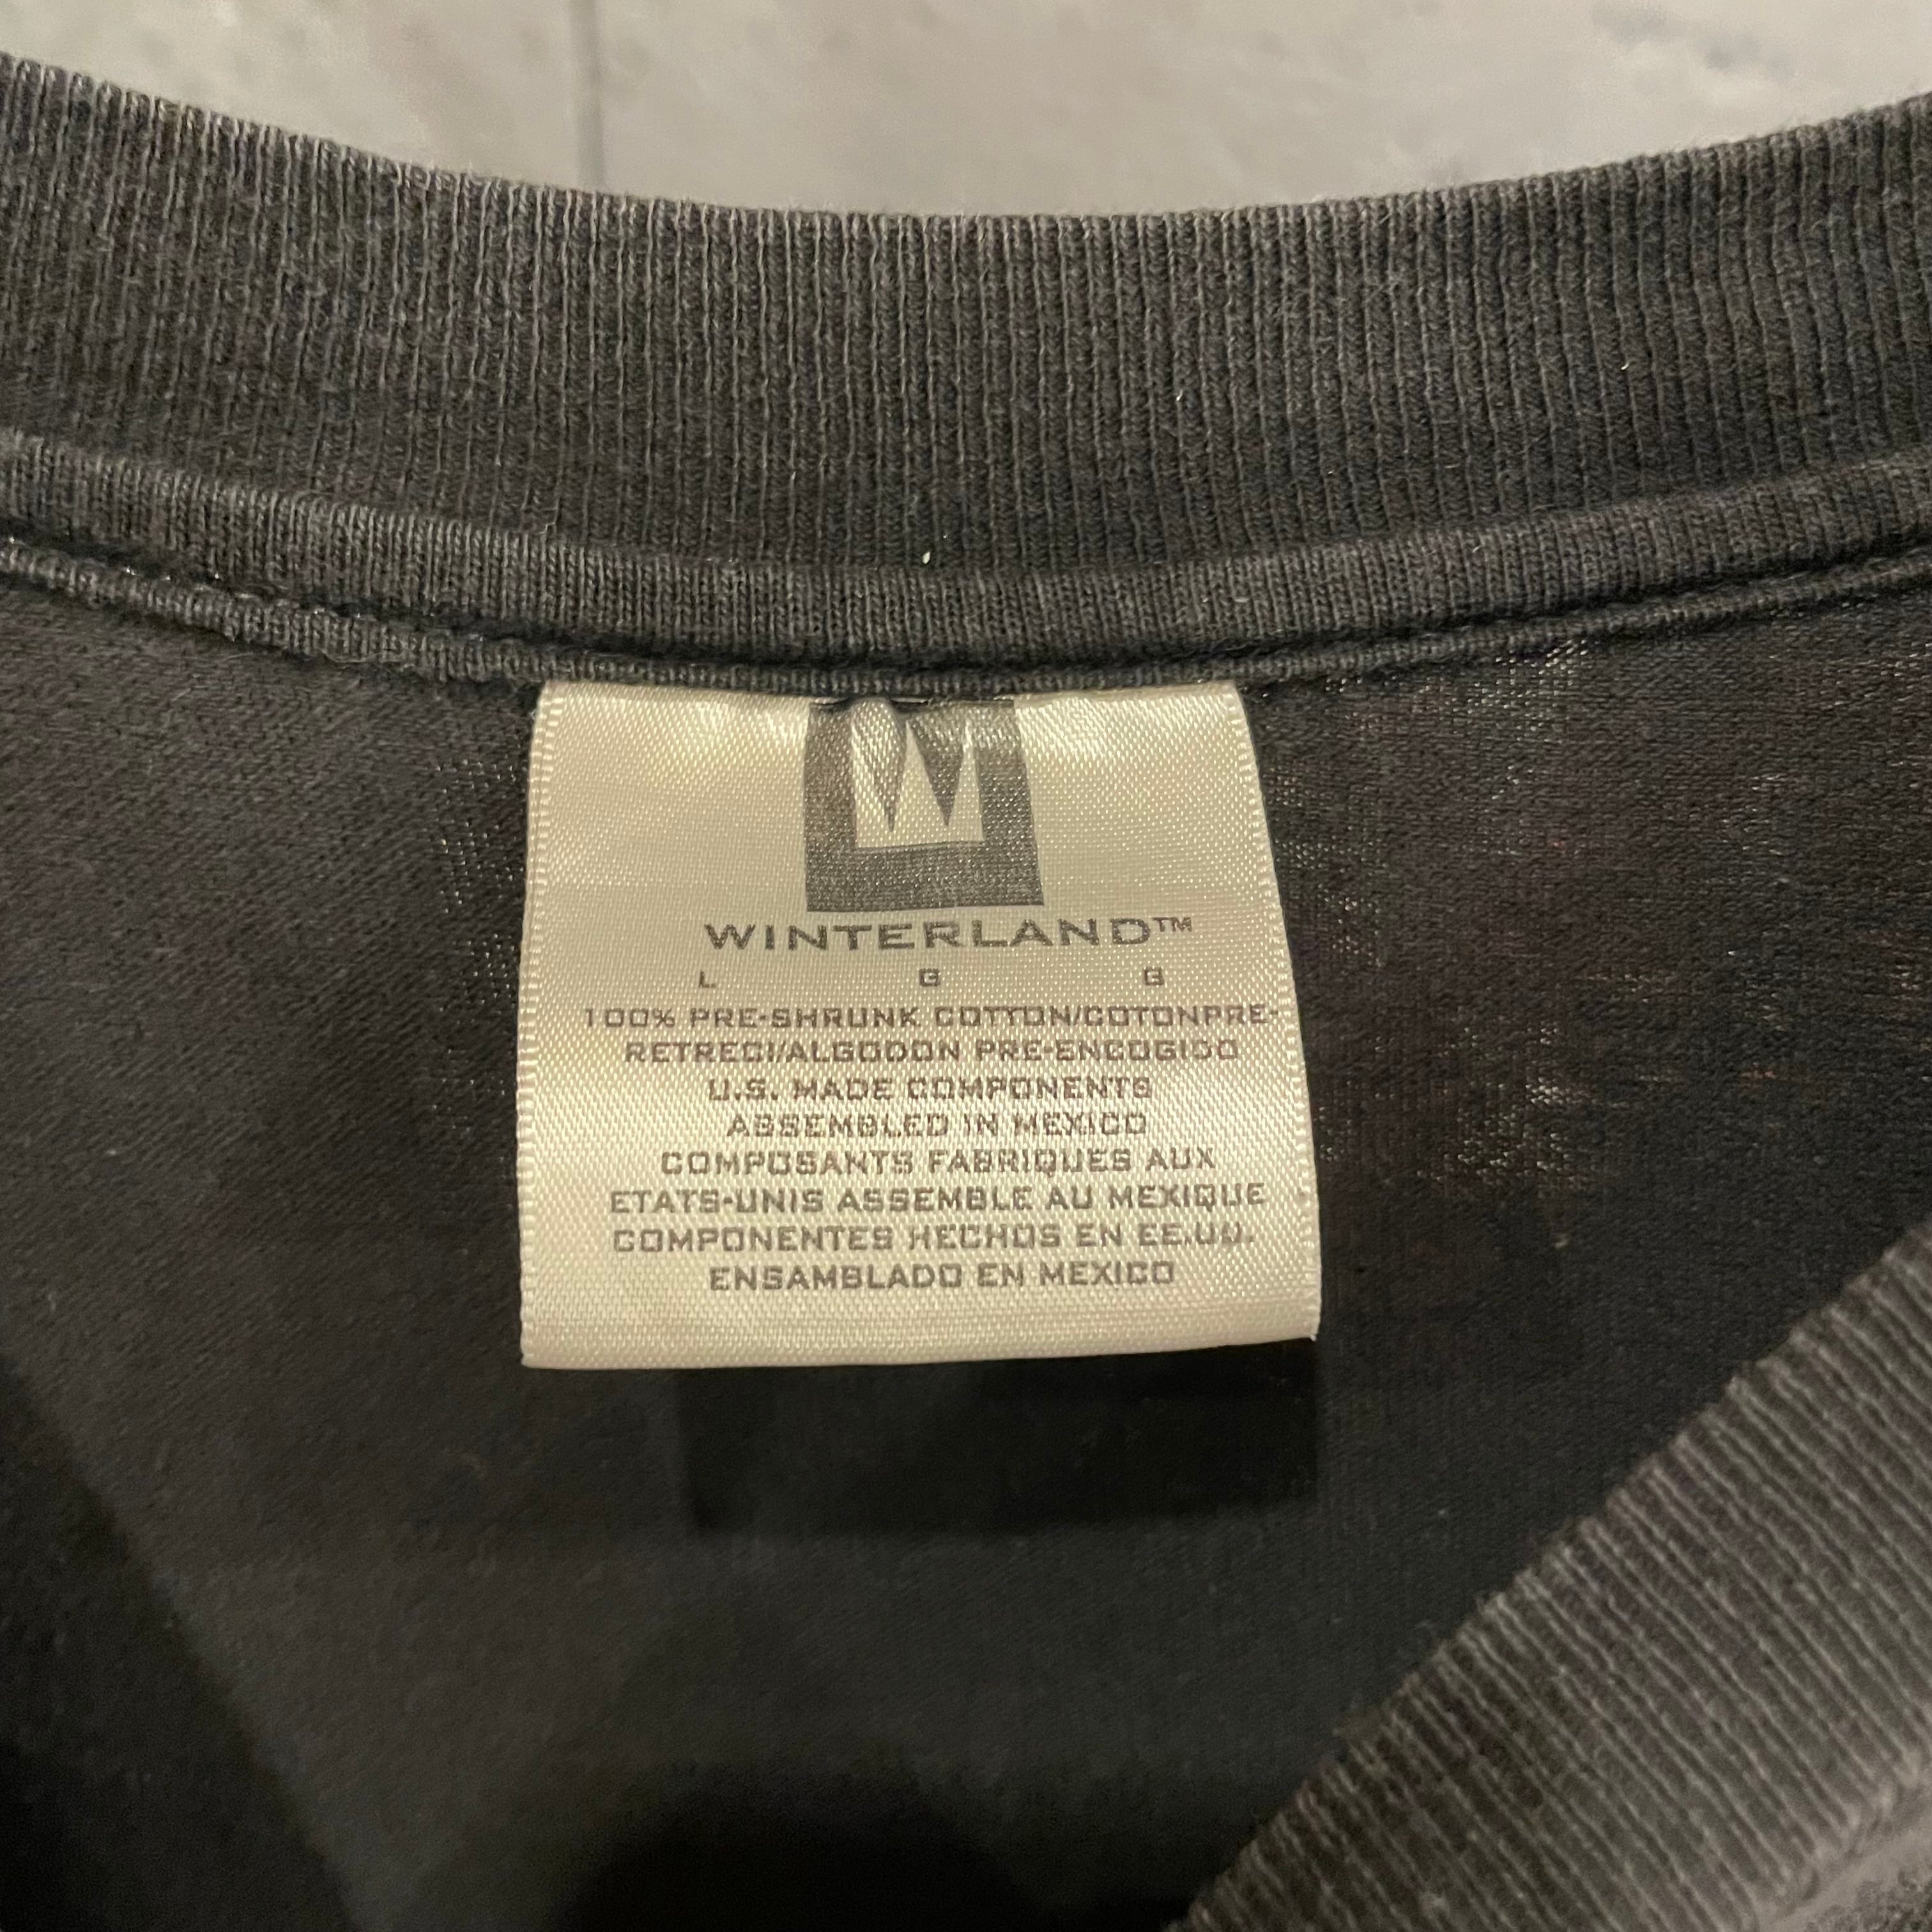 W
WINTERLAND™
L G G
100% PRE-SHRUNK COTTON/COTONPRE-
RETRECI/ALGODON PRE-ENCOGIDO
U.S. MADE COMPONENTS
ASSEMBLED IN MEXICO
COMPOSANTS FABRIQUES AUX
ETATS-UNIS ASSEMBLE AU MEXIQUE
COMPONENTES HECHOS EN EE.UU.
ENSAMBLADO EN MEXICO